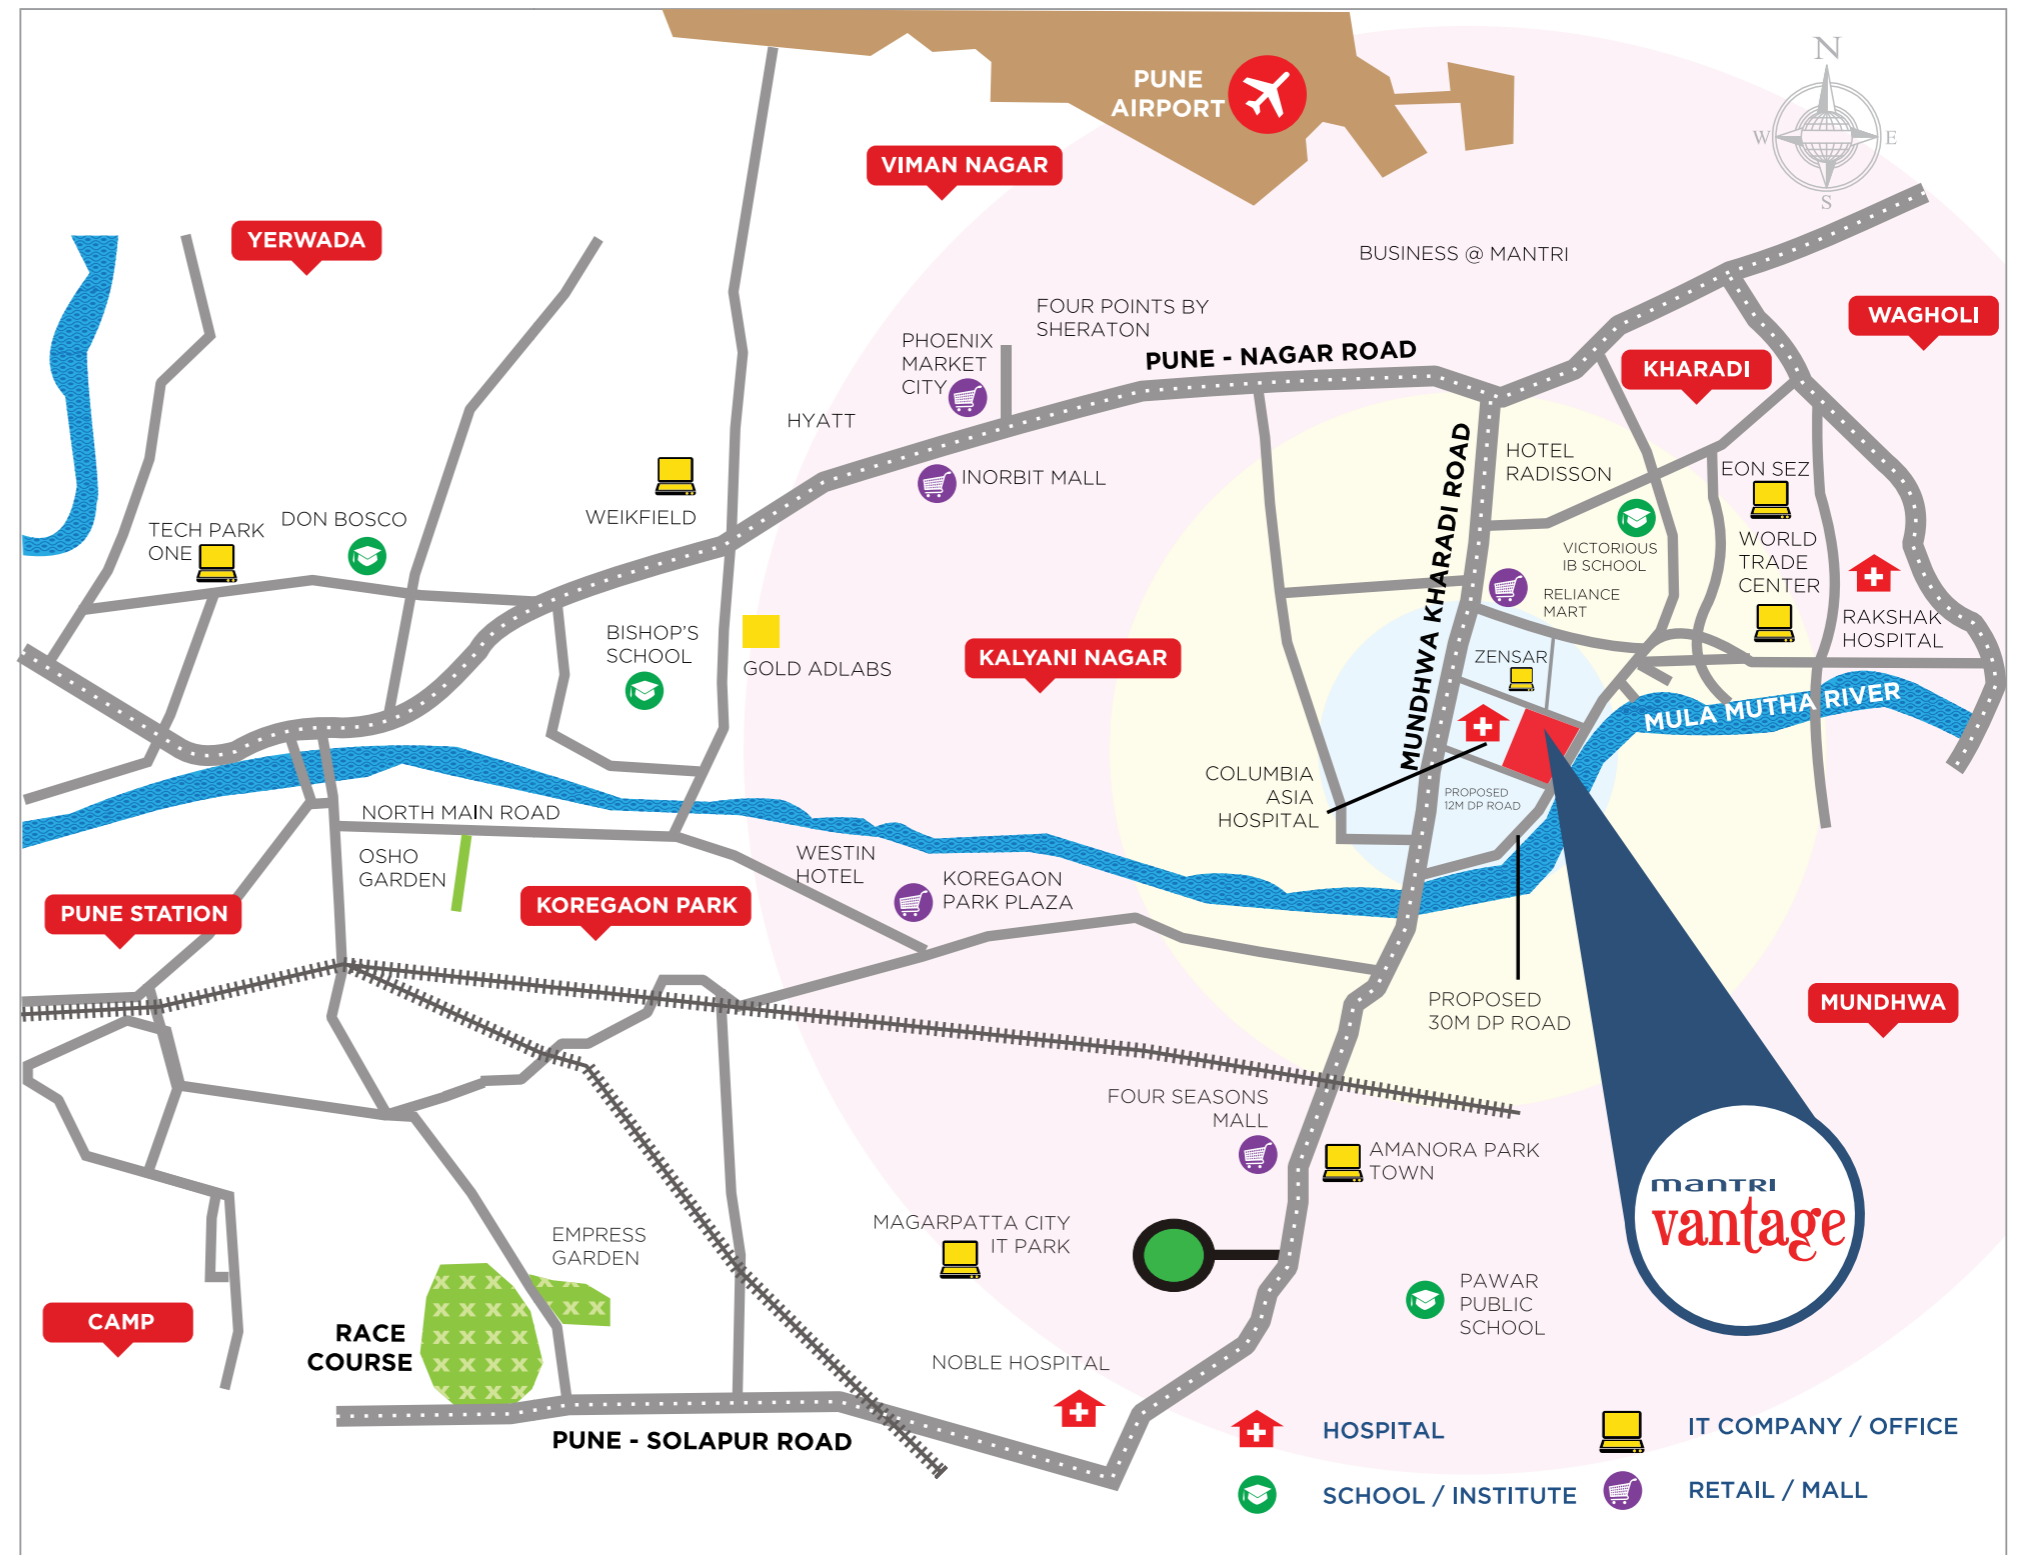 PUNE
AIRPORT
N
W
E
S
VIMAN NAGAR
YERWADA
BUSINESS @ MANTRI
WAGHOLI
FOUR POINTS BY
SHERATON
PHOENIX
MARKET
CITY
PUNE - NAGAR ROAD
KHARADI
HYATT
MUNDHWA KHARADI ROAD
HOTEL
RADISSON
EON SEZ
INORBIT MALL
WEIKFIELD
TECH PARK
ONE
DON BOSCO
VICTORIOUS
IB SCHOOL
WORLD
TRADE
CENTER
RELIANCE
MART
RAKSHAK
HOSPITAL
BISHOP'S
SCHOOL
GOLD ADLABS
KALYANI NAGAR
ZENSAR
MULA MUTHA RIVER
COLUMBIA
ASIA
HOSPITAL
PROPOSED
12M DP ROAD
NORTH MAIN ROAD
OSHO
GARDEN
WESTIN
HOTEL
KOREGAON
PARK PLAZA
PUNE STATION
KOREGAON PARK
PROPOSED
30M DP ROAD
MUNDHWA
FOUR SEASONS
MALL
AMANORA PARK
TOWN
MANTRI
vantage
MAGARPATTA CITY
IT PARK
EMPRESS
GARDEN
PAWAR
PUBLIC
SCHOOL
CAMP
RACE
COURSE
X X X X
X X X X X X
X X X X
X X X X
X X X X
NOBLE HOSPITAL
PUNE - SOLAPUR ROAD
HOSPITAL
IT COMPANY / OFFICE
SCHOOL / INSTITUTE
RETAIL / MALL